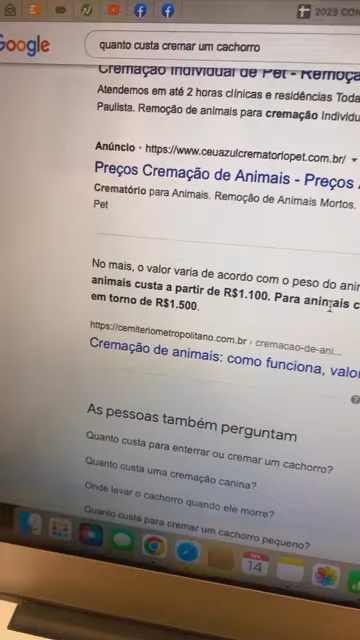 2023 CON
Google
quanto custa cremar um cachorro
Cremação Individual de Pet - Remoça
Atendemos em até 2 horas clínicas e residências Toda
Paulista. Remoção de animais para cremação Individu
Anúncio · https://www.ceuazulcrematoriopet.com.br/
Preços Cremação de Animais - Preços
Crematório para Animais. Remoção de Animais Mortos.
Pet
No mais, o valor varia de acordo com o peso do anim
animais custa a partir de R$1.100. Para animais c
em torno de R$1.500.
https://cemiteriometropolitano.com.br › cremacao-de-ani...
Cremação de animais: como funciona, valor
As pessoas também perguntam
Quanto custa para enterrar ou cremar um cachorro?
Quanto custa uma cremação canina?
Onde levar o cachorro quando ele morre?
Quanto custa para cremar um cachorro pequeno?
14